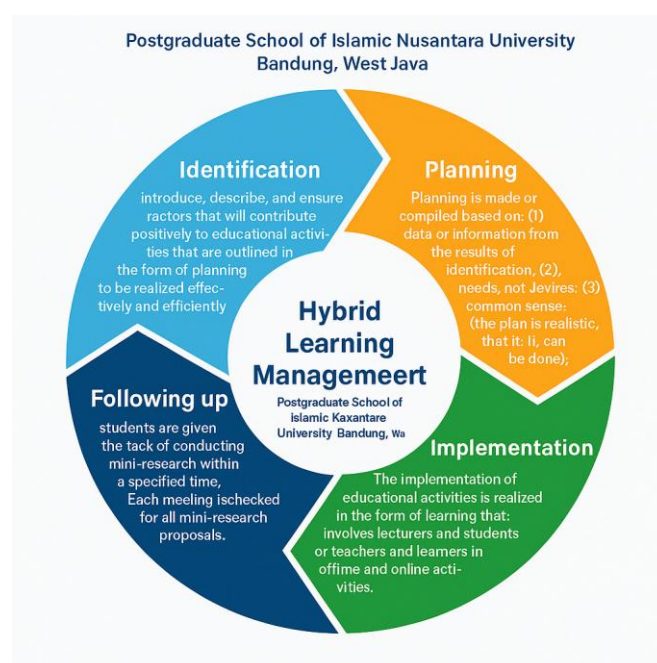 Postgraduate School of Islamic Nusantara University
Bandung, West Java
Identification
introduce, describe, and ensure
ractors that will contribute
positively to educational activi-
ties that are outlined in
the form of planning
to be realized effec-
tively and efficiently
Planning
Planning is made or
compiled based on: (1)
data or information from
the results of
identification, (2),
needs, not Jevires: (3)
common sense:
(the plan is realistic,
that it: Ii, can
be done);
Hybrid
Learning
Managemeert
Postgraduate School of
islamic Kaxantare
University Bandung, Wa
Following up
students are given
the tack of conducting
mini-research within
a specified time,
Each meeling ischecked
for all mini-research
proposals.
Implementation
The implementation of
educational activities is realized
in the form of learning that:
involves lecturers and students
or teachers and learners in
offime and online acti-
vities.